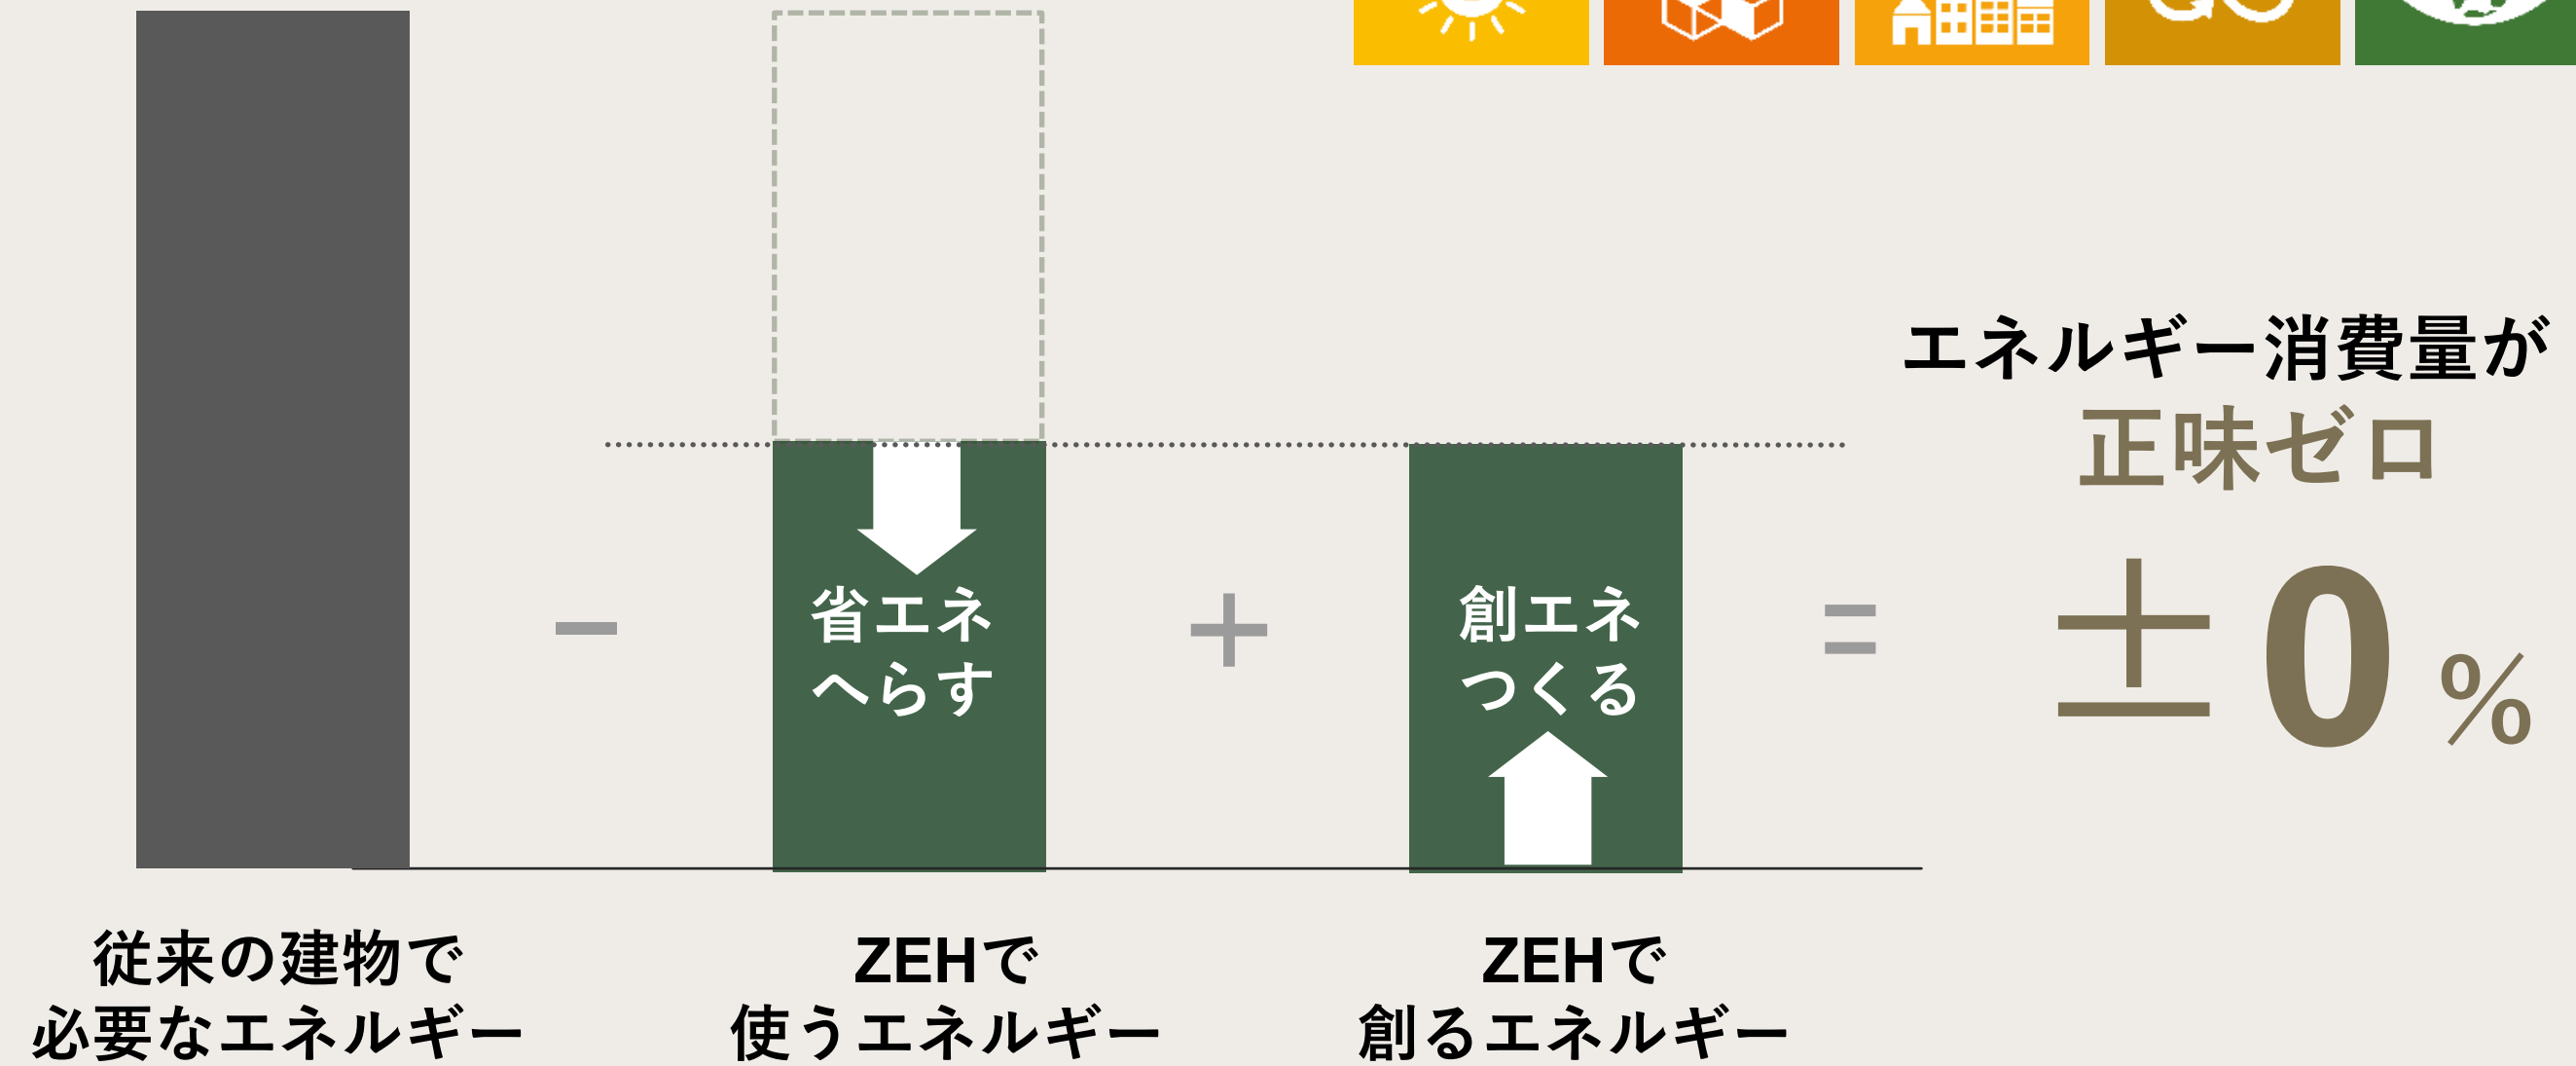 エネルギー消費量が
正味ゼロ
−
省エネ
へらす
+
創エネ
つくる
=
±0%
従来の建物で
必要なエネルギー
ZEHで
使うエネルギー
ZEHで
創るエネルギー